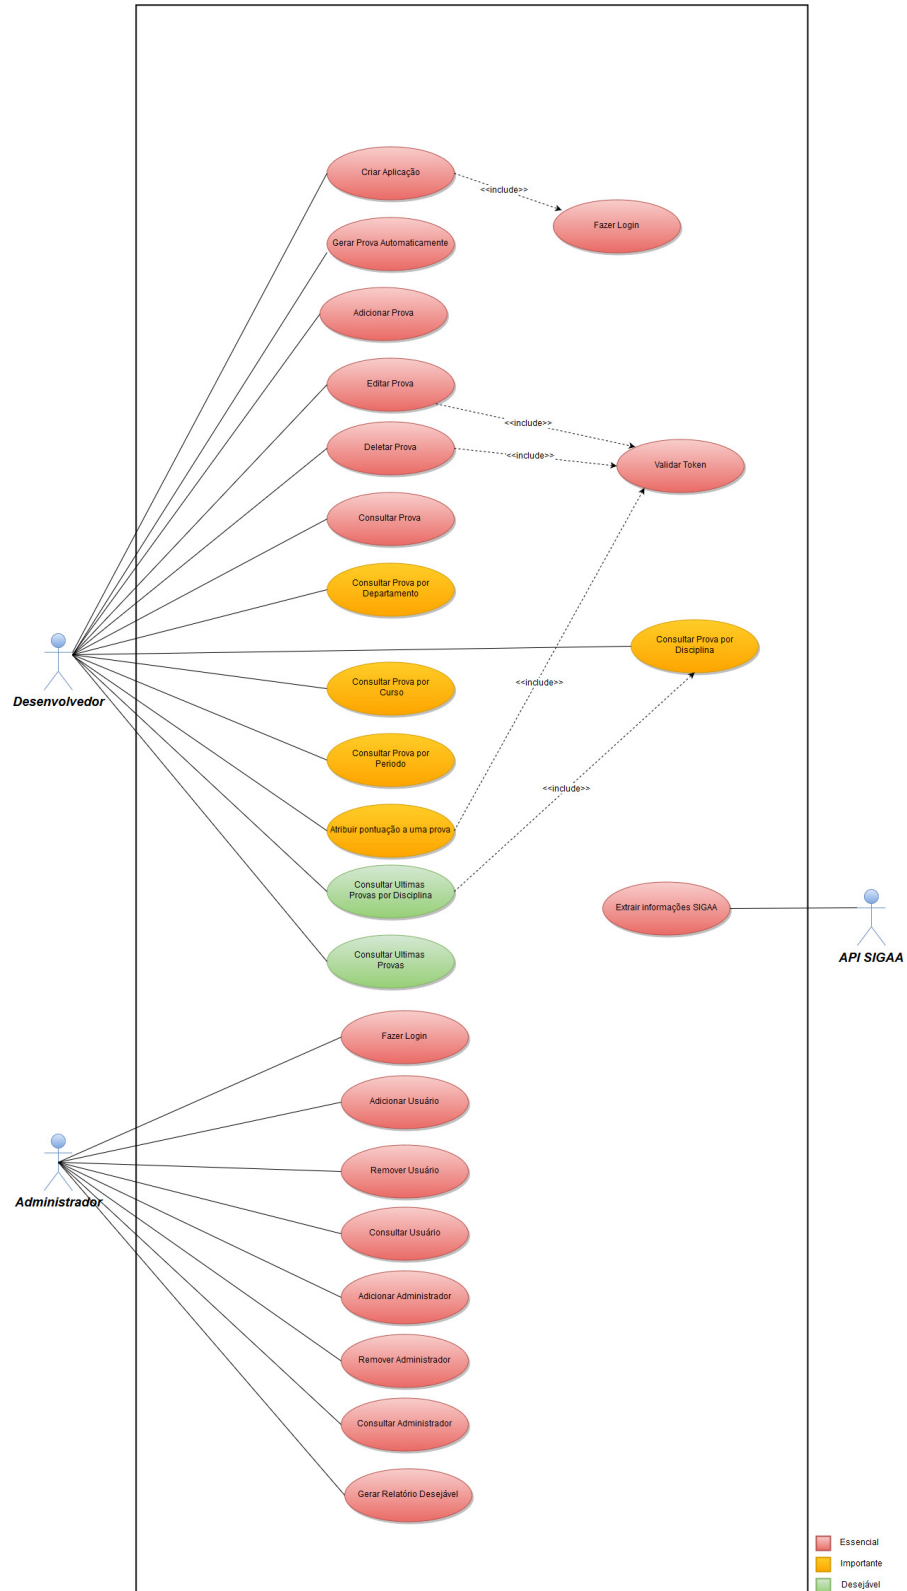 Criar Aplicação
<<include>>
Fazer Login
Gerar Prova Automaticamente
Adicionar Prova
Editar Prova
<<include>>
Deletar Prova
<<include>>
Validar Token
Consultar Prova
Consultar Prova por
Departamento
Consultar Prova por
Disciplina
Desenvolvedor
Consultar Prova por
Curso
<<include>>
Consultar Prova por
Periodo
<<include>>
Atribuir pontuação a uma prova
Consultar Ultimas
Provas por Disciplina
Extrair informações SIGAA
API SIGAA
Consultar Ultimas
Provas
Fazer Login
Adicionar Usuário
Remover Usuário
Administrador
Consultar Usuário
Adicionar Administrador
Remover Administrador
Consultar Administrador
Gerar Relatório Desejável
Essencial
Importante
Desejável